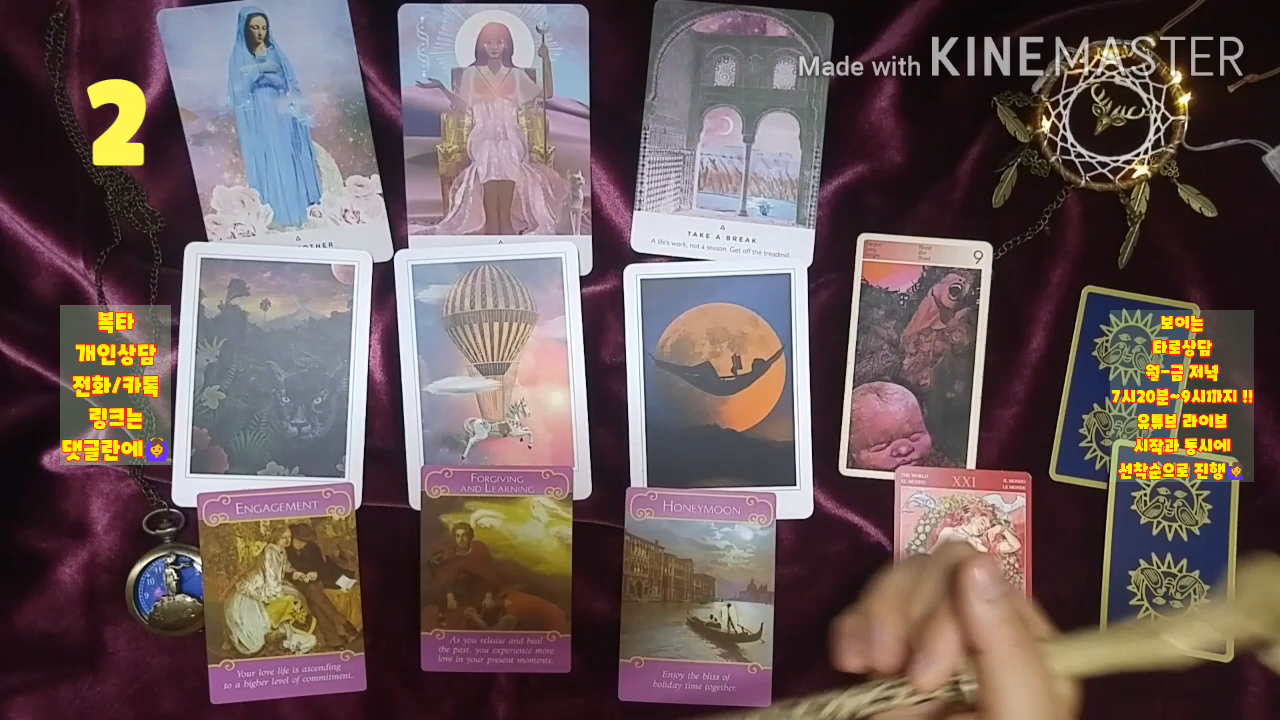 Made with KINEMASTER
2
OTHER
TAKE A BREAK
A life's work, not a season. Get off the treadmill.
9
복타
개인상담
전화/카톡
링크는
댓글란에
보이는
타로상담
월-금 저녁
7시20분~9시까지 !!
유튜브 라이브
시작과 동시에
선착순으로 진행
ENGAGEMENT
Your love life is ascending
to a higher level of commitment.
FORGIVING
AND LEARNING
As you release and heal
the past, you experience more
love in your present moments.
HONEYMOON
Enjoy the bliss of
holiday time together.
THE WORLD
EL MUNDO
XXI
IL MONDO
LE MONDE